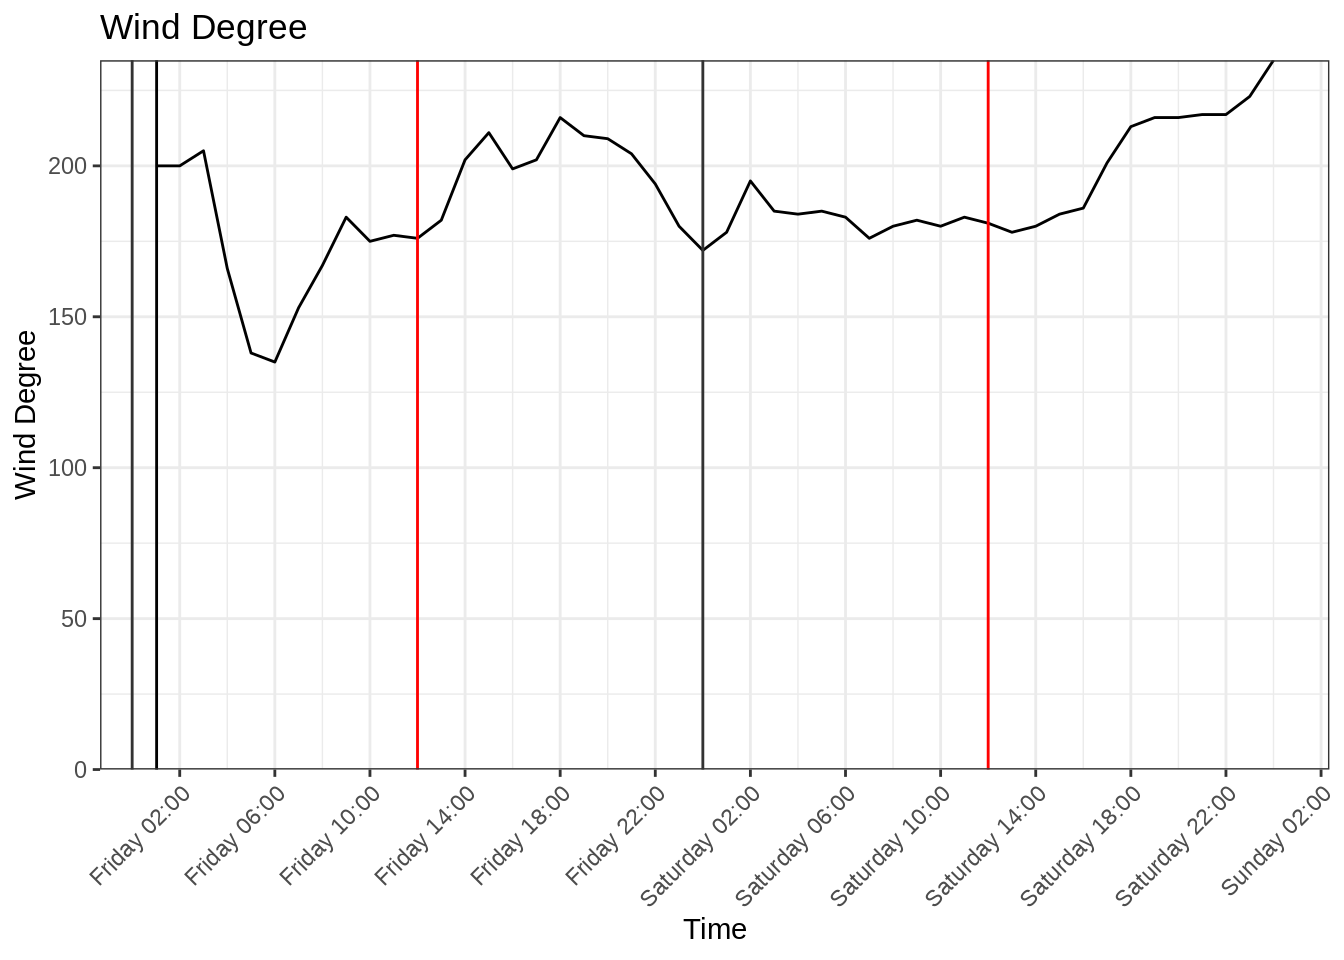 Wind Degree
Wind Degree
200
150
100
50
0
Friday 02:00
Friday 06:00
Friday 10:00
Friday 14:00
Friday 18:00
Friday 22:00
Saturday 02:00
Saturday 06:00
Saturday 10:00
Saturday 14:00
Saturday 18:00
Saturday 22:00
Sunday 02:00
Time